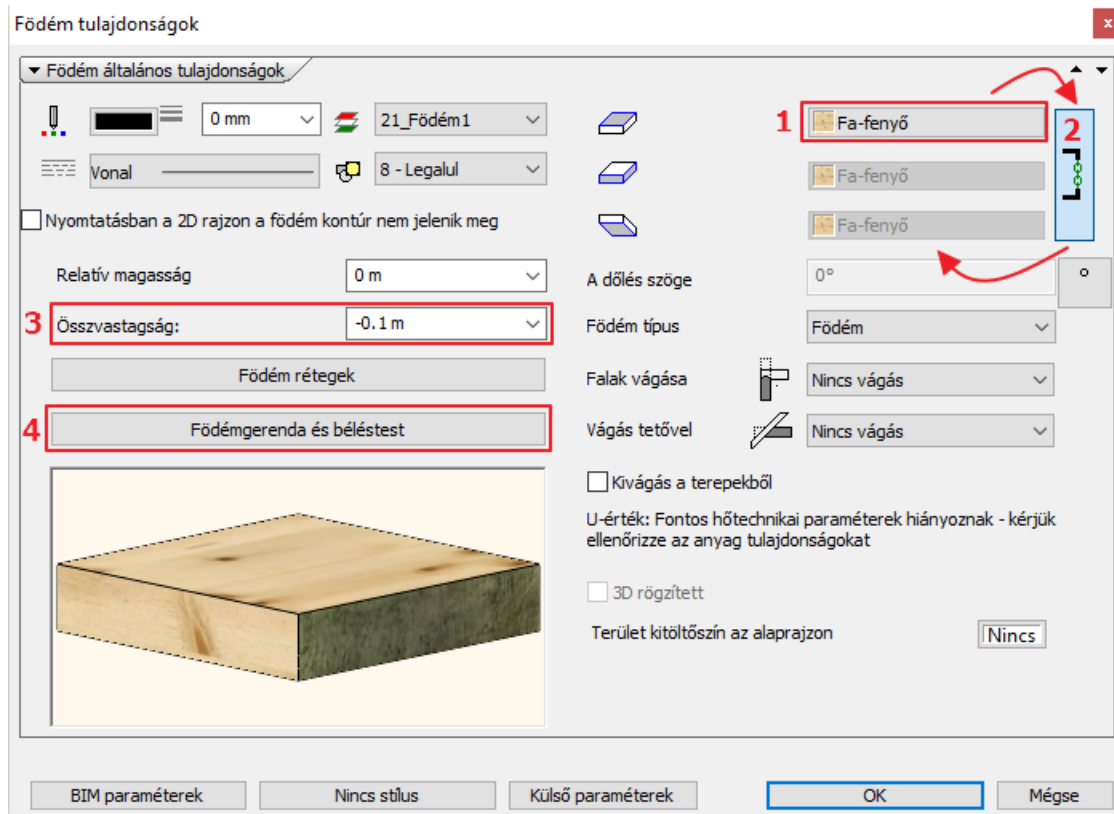 Födém tulajdonságok
x
Födém általános tulajdonságok
0 mm
21_Födém1
1
Fa-fenyő
2
Vonal
8 - Legalul
Fa-fenyő
Nyomtatásban a 2D rajzon a födém kontúr nem jelenik meg
Fa-fenyő
Relatív magasság
0 m
A dőlés szöge
0°
°
3
Összvastagság:
-0.1 m
Födém típus
Födém
Födém rétegek
Falak vágása
Nincs vágás
4
Födémgerenda és béléstest
Vágás tetővel
Nincs vágás
Kivágás a terepekből
U-érték: Fontos hőtechnikai paraméterek hiányoznak - kérjük
ellenőrizze az anyag tulajdonságokat
3D rögzített
Terület kitöltőszín az alaprajzon
Nincs
BIM paraméterek
Nincs stílus
Külső paraméterek
OK
Mégse